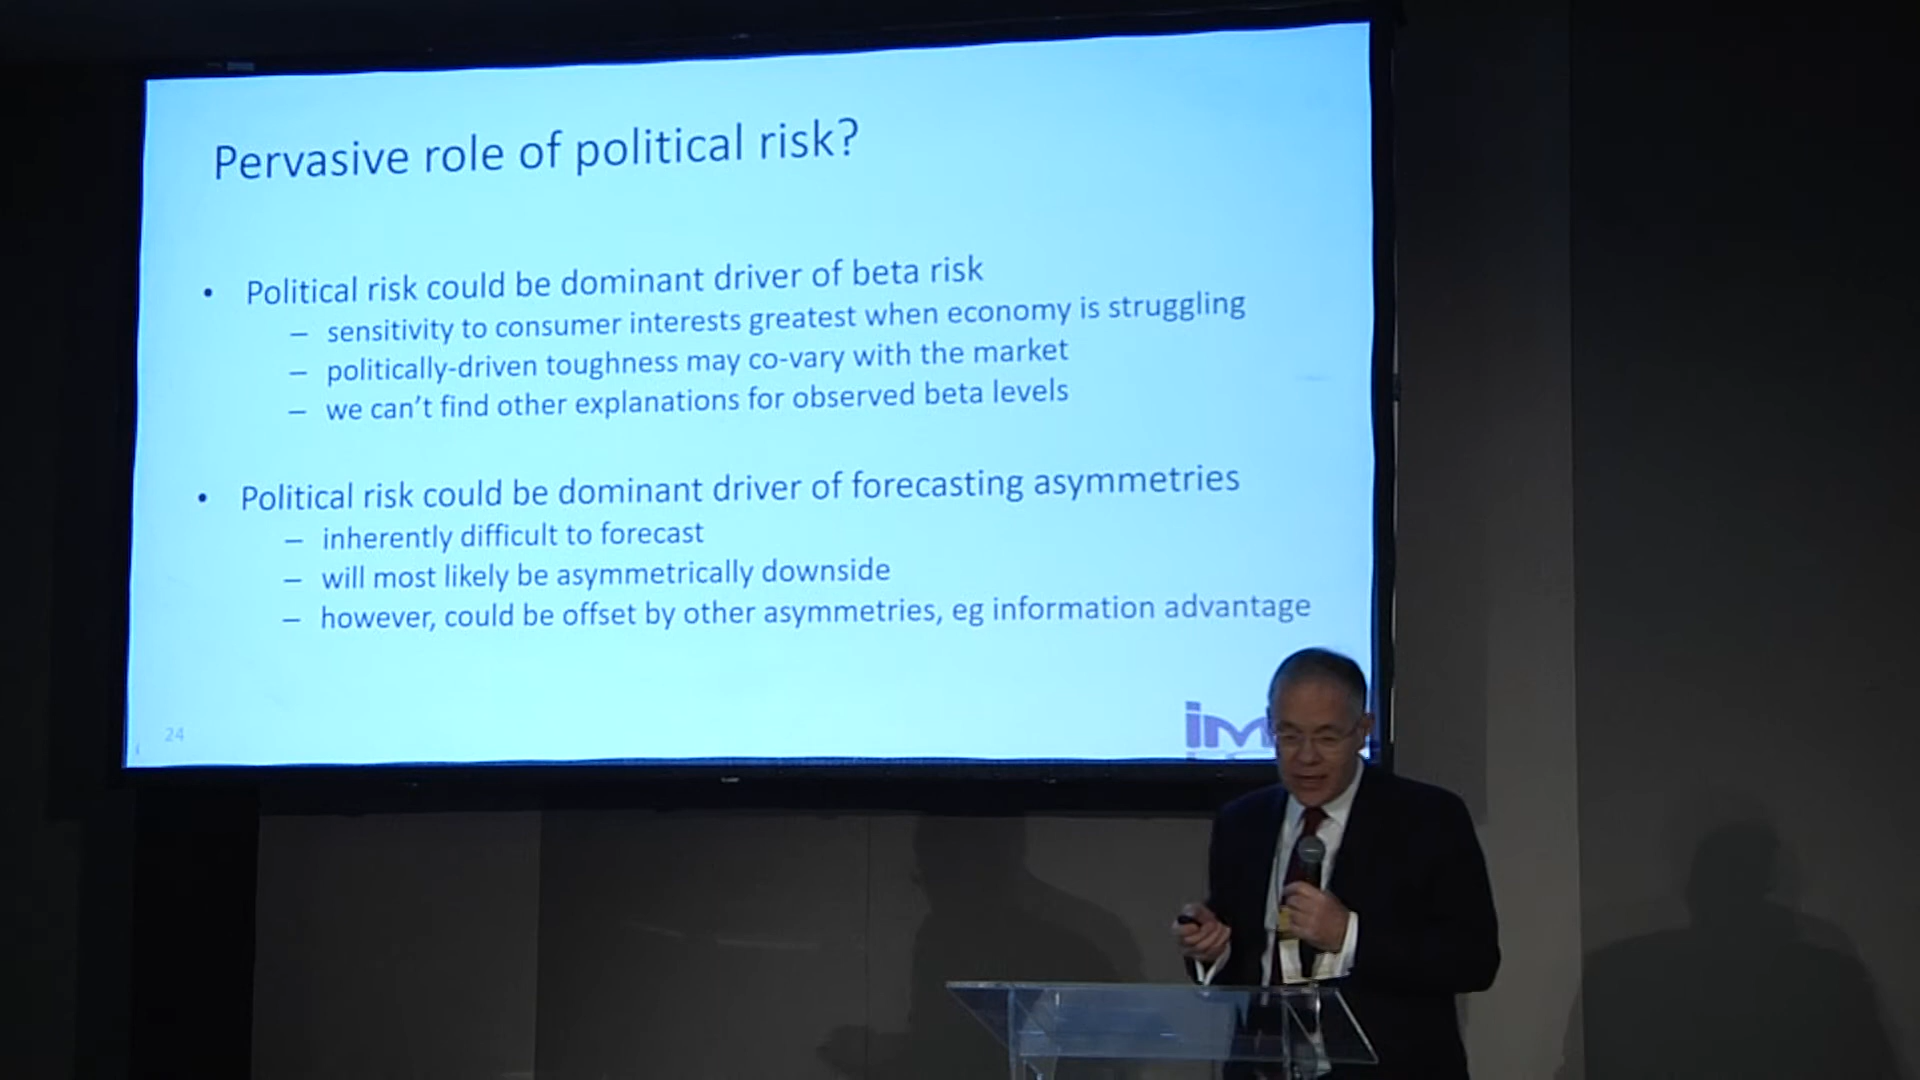 Pervasive role of political risk?
• Political risk could be dominant driver of beta risk
– sensitivity to consumer interests greatest when economy is struggling
– politically-driven toughness may co-vary with the market
– we can't find other explanations for observed beta levels
• Political risk could be dominant driver of forecasting asymmetries
– inherently difficult to forecast
– will most likely be asymmetrically downside
– however, could be offset by other asymmetries, eg information advantage
24